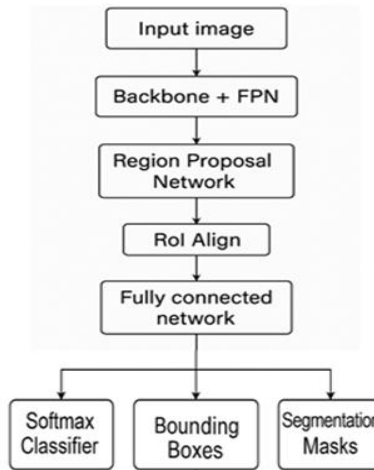 Input image
Backbone + FPN
Region Proposal
Network
RoI Align
Fully connected
network
Softmax
Classifier
Bounding
Boxes
Segmentation
Masks